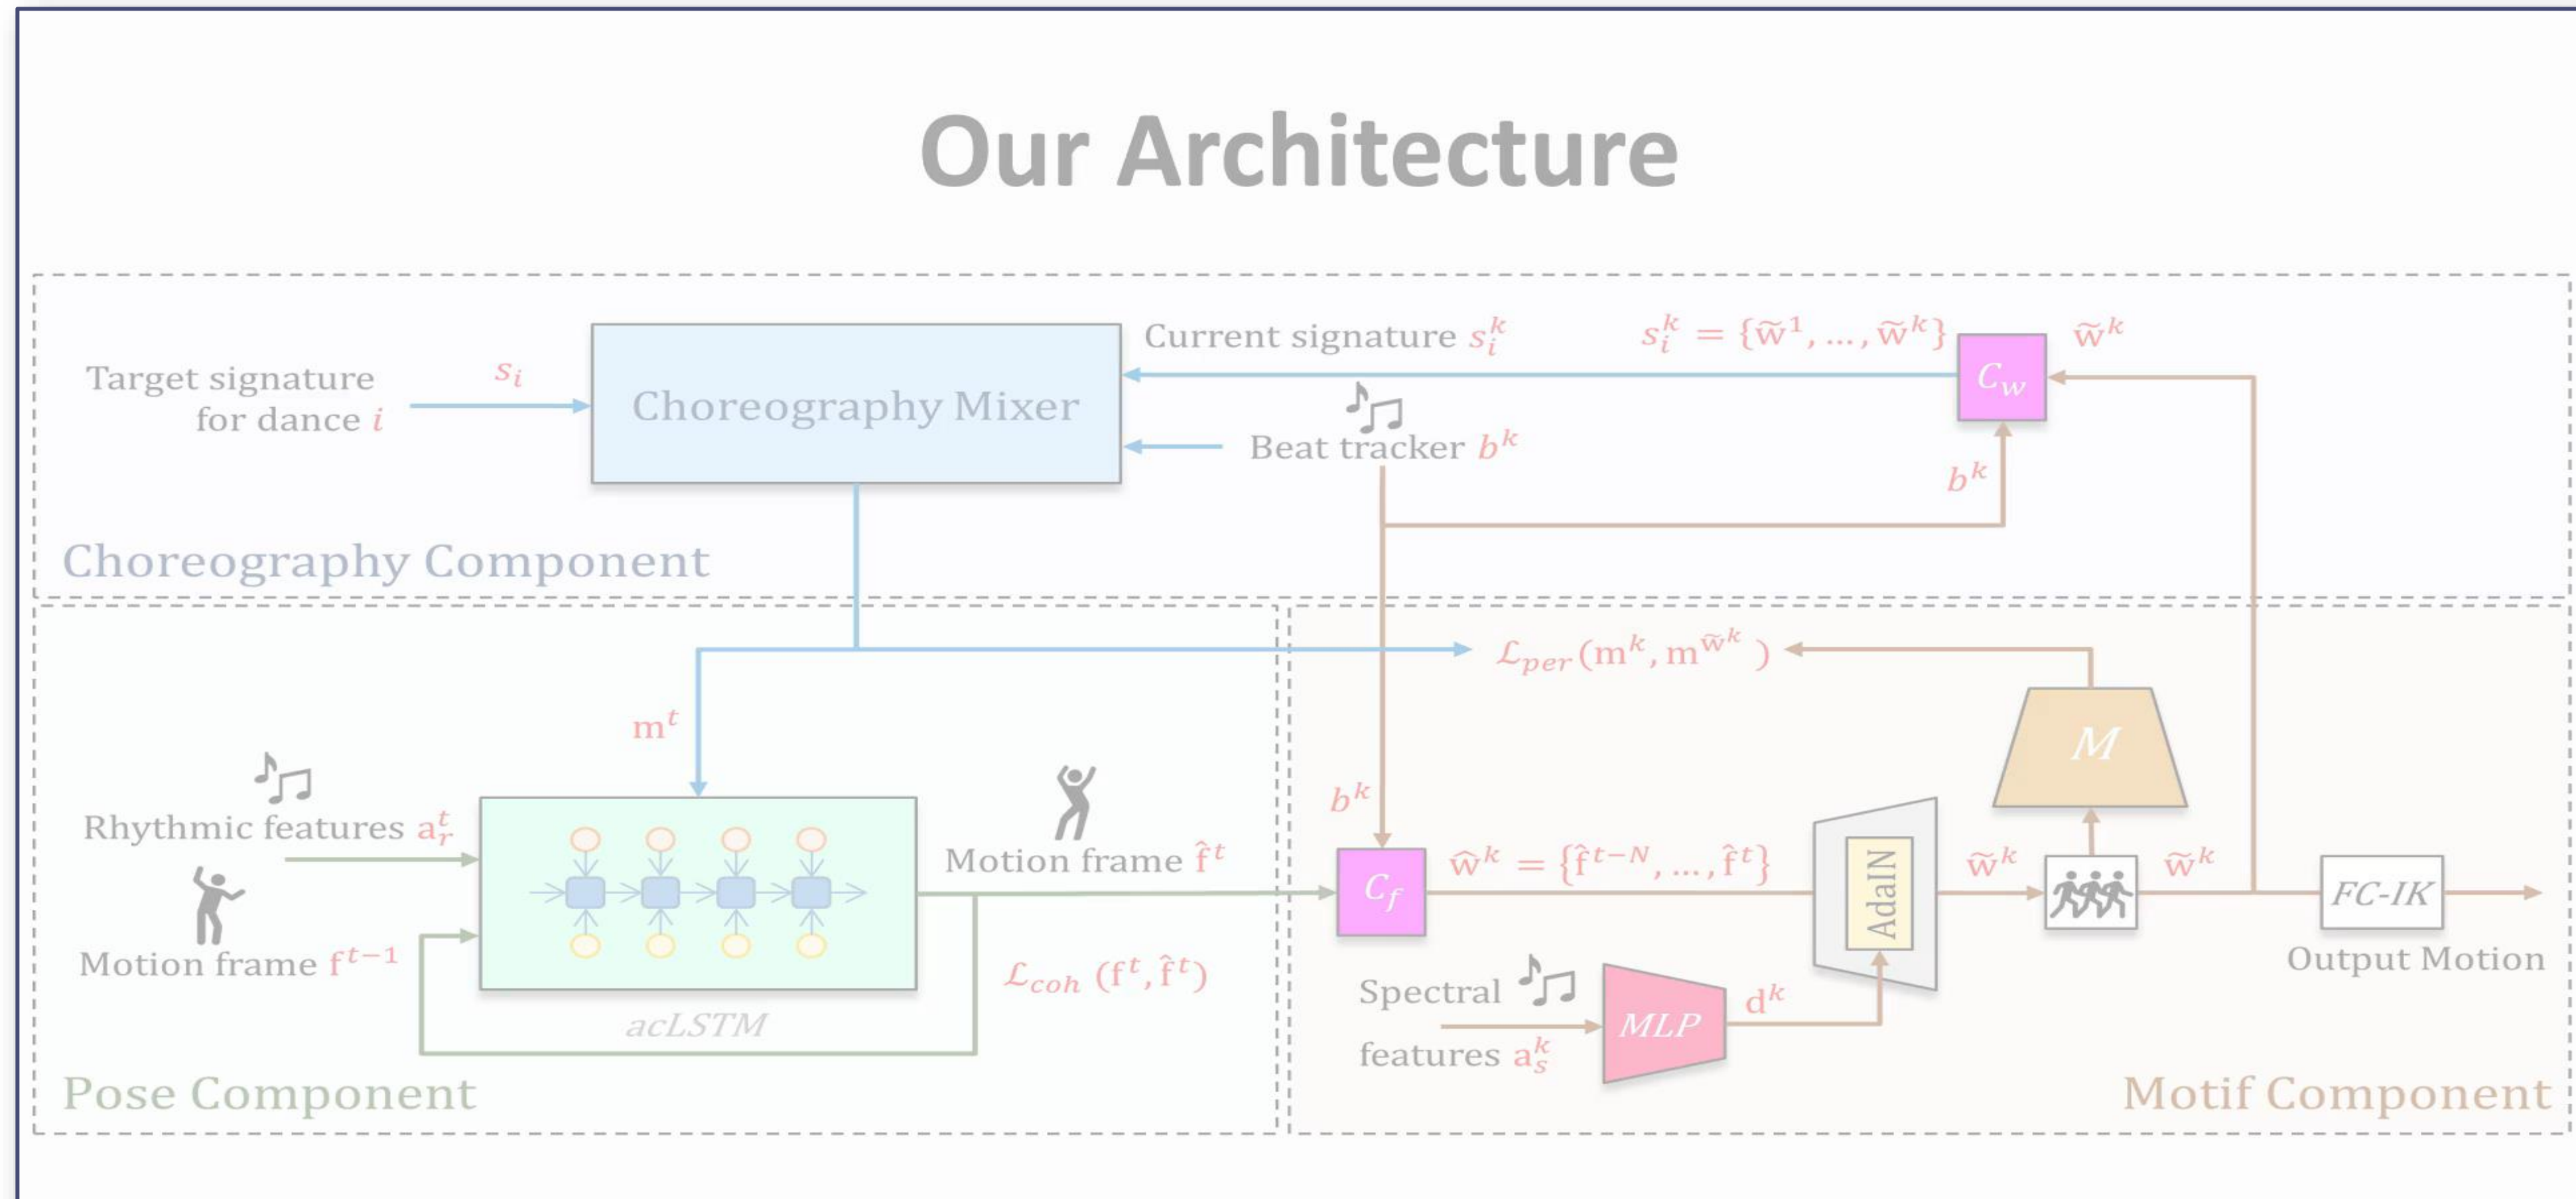 Our Architecture
Target signature
for dance i
s_i
Choreography Mixer
Current signature s_i^k
s_i^k = {w̃^1, ..., w̃^k}
C_w
w̃^k
Beat tracker b^k
b^k
Choreography Component
L_per(m^k, m^w̃^k)
m^t
M
Rhythmic features a_r^t
Motion frame f^t-1
acLSTM
Motion frame f̂^t
L_coh (f^t, f̂^t)
Pose Component
b^k
C_f
ŵ^k = {f̂^t-N, ..., f̂^t}
AdaIN
w̃^k
w̃^k
FC-IK
Output Motion
Spectral
features a_s^k
MLP
d^k
Motif Component